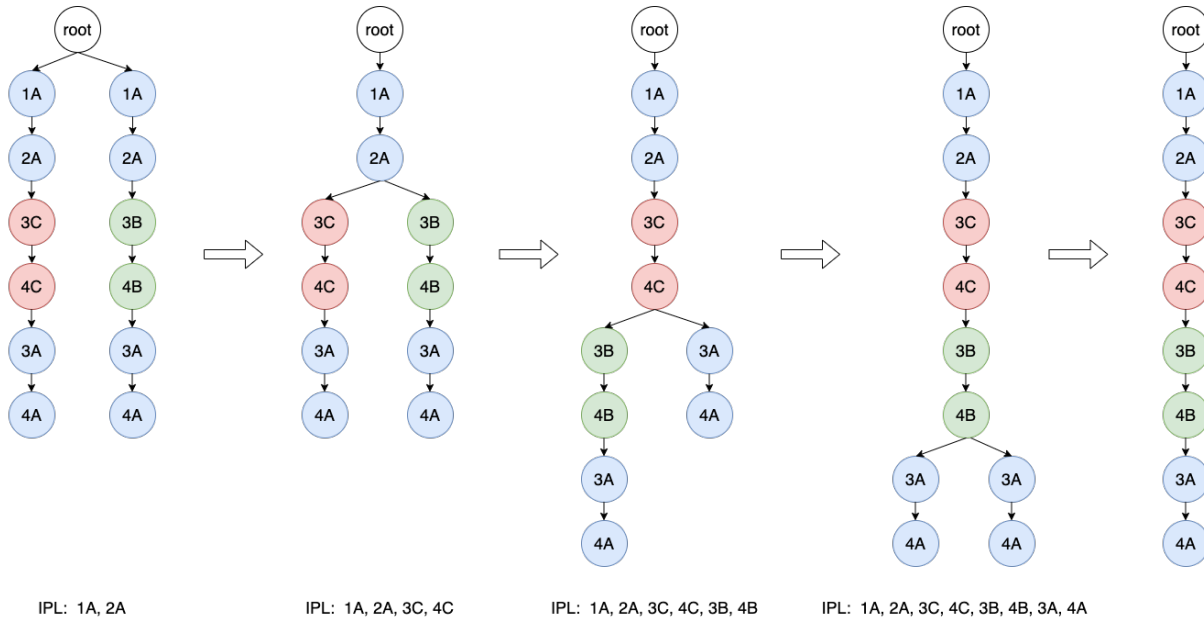 root
1A
2A
3C
4C
3A
4A
1A
2A
3B
4B
3A
4A
IPL: 1A, 2A
root
1A
2A
3C
4C
3A
4A
3B
4B
3A
4A
IPL: 1A, 2A, 3C, 4C
root
1A
2A
3C
4C
3B
4B
3A
4A
3A
4A
IPL: 1A, 2A, 3C, 4C, 3B, 4B
root
1A
2A
3C
4C
3B
4B
3A
4A
3A
4A
IPL: 1A, 2A, 3C, 4C, 3B, 4B, 3A, 4A
root
1A
2A
3C
4C
3B
4B
3A
4A